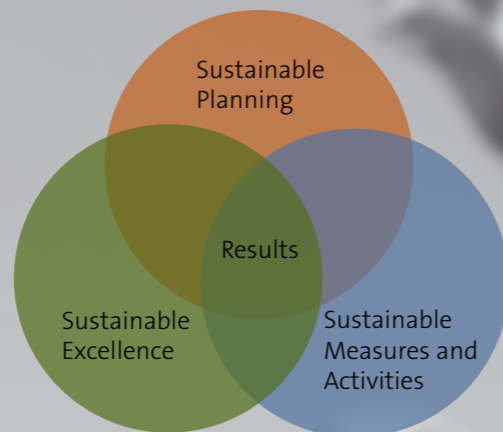 Sustainable
Planning
Results
Sustainable
Excellence
Sustainable
Measures and
Activities